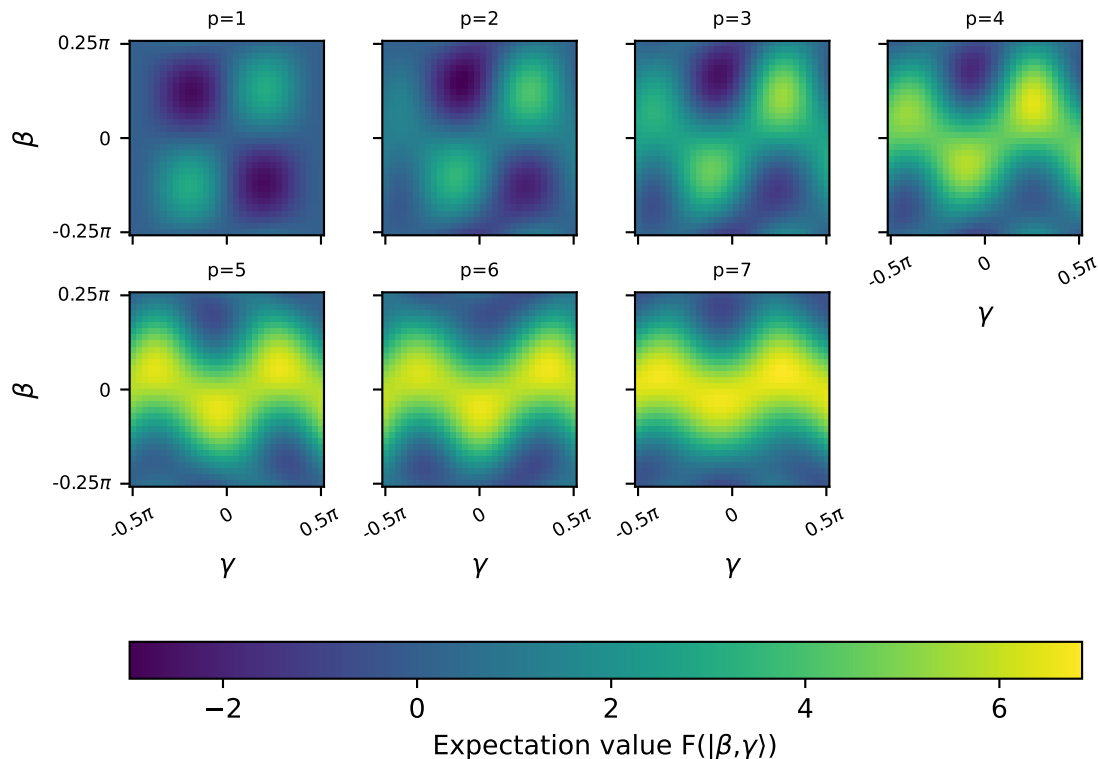 p=1 p=2 p=3 p=4
0.25π
β
0
-0.25π
-0.5π 0 0.5π
γ
p=5 p=6 p=7
0.25π
β
0
-0.25π
-0.5π 0 0.5π -0.5π 0 0.5π -0.5π 0 0.5π
γ γ γ
−2 0 2 4 6
Expectation value F(|β,γ⟩)